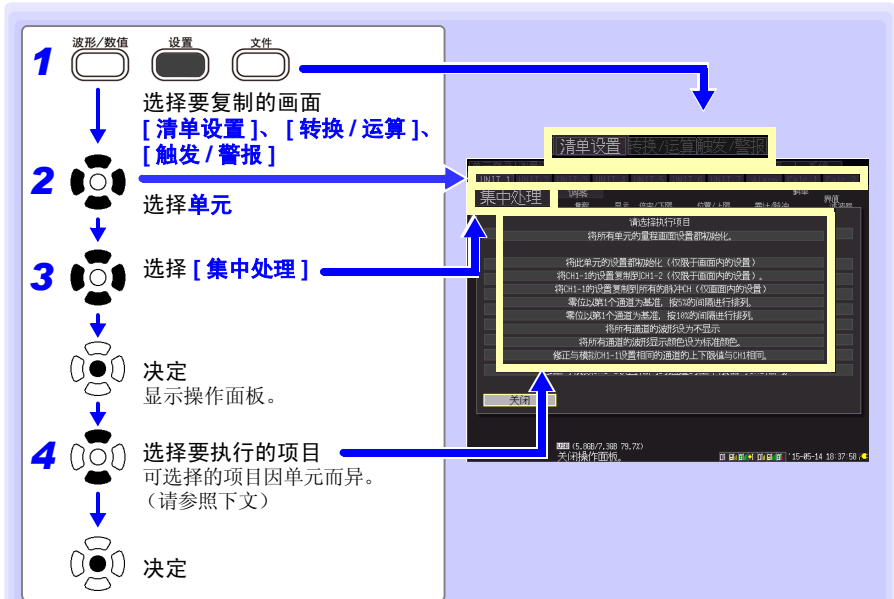 1
波形/数值
设置
文件
选择要复制的画面
[ 清单设置 ]、 [ 转换 / 运算 ]、
[ 触发 / 警报 ]
2
选择单元
3
选择 [ 集中处理 ]
决定
显示操作面板。
4
选择要执行的项目
可选择的项目因单元而异。
（请参照下文）
决定
清单设置 转换/运算 触发/警报
UNIT 1
集中处理
请选择执行项目
将所有单元的量程画面设置都初始化。
将此单元的设置都初始化（仅限于画面内的设置）
将CH1-1的设置复制到CH1-2（仅限于画面内的设置）。
将CH1-1的设置复制到所有的脉冲CH（仅画面内的设置）
零位以第1个通道为基准，按5%的间隔进行排列。
零位以第1个通道为基准，按10%的间隔进行排列。
将所有通道的波形设为不显示
将所有通道的波形显示颜色设为标准颜色。
修正与模拟CH1-1设置相同的通道的上下限值与CH1相同。
关闭
USB (5.8GB/7.3GB 79.7%)
关闭操作面板。
'15-05-14 18:37:58